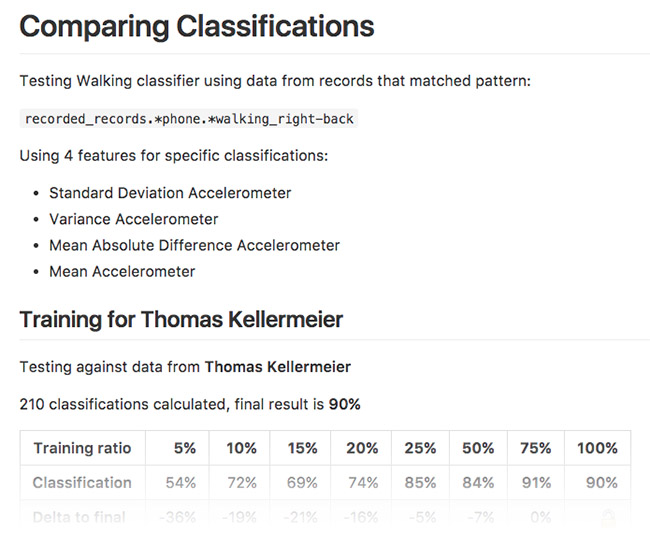 Comparing Classifications
Testing Walking classifier using data from records that matched pattern:
recorded_records.*phone.*walking_right-back
Using 4 features for specific classifications:
• Standard Deviation Accelerometer
• Variance Accelerometer
• Mean Absolute Difference Accelerometer
• Mean Accelerometer
Training for Thomas Kellermeier
Testing against data from Thomas Kellermeier
210 classifications calculated, final result is 90%
Training ratio 5% 10% 15% 20% 25% 50% 75% 100%
Classification 54% 72% 69% 74% 85% 84% 91% 90%
Delta to final -36% -19% -21% -16% -5% -7% 0%